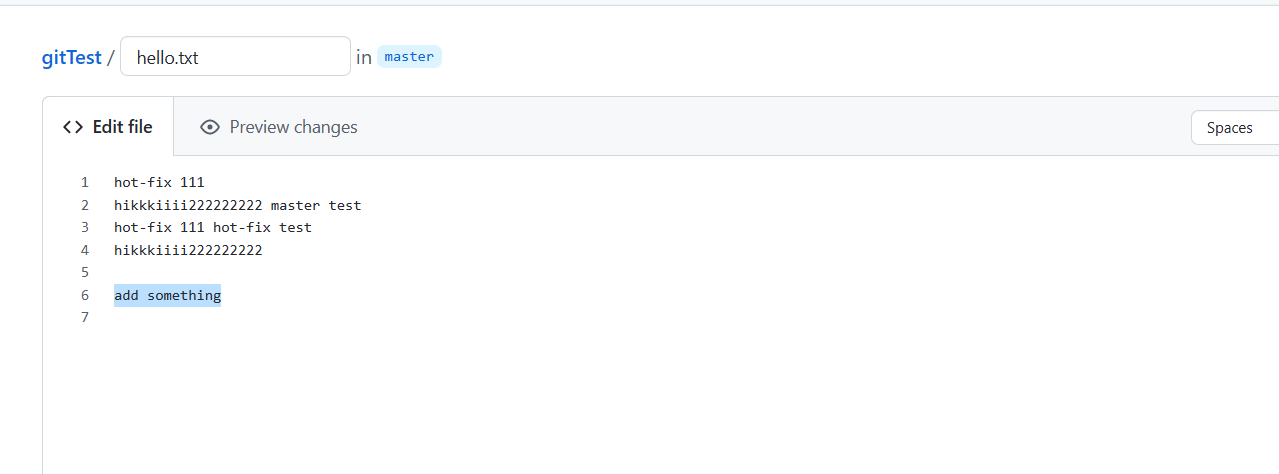 gitTest / hello.txt in master
Edit file Preview changes Spaces
1 hot-fix 111
2 hikkkiiii222222222 master test
3 hot-fix 111 hot-fix test
4 hikkkiiii222222222
5
6 add something
7